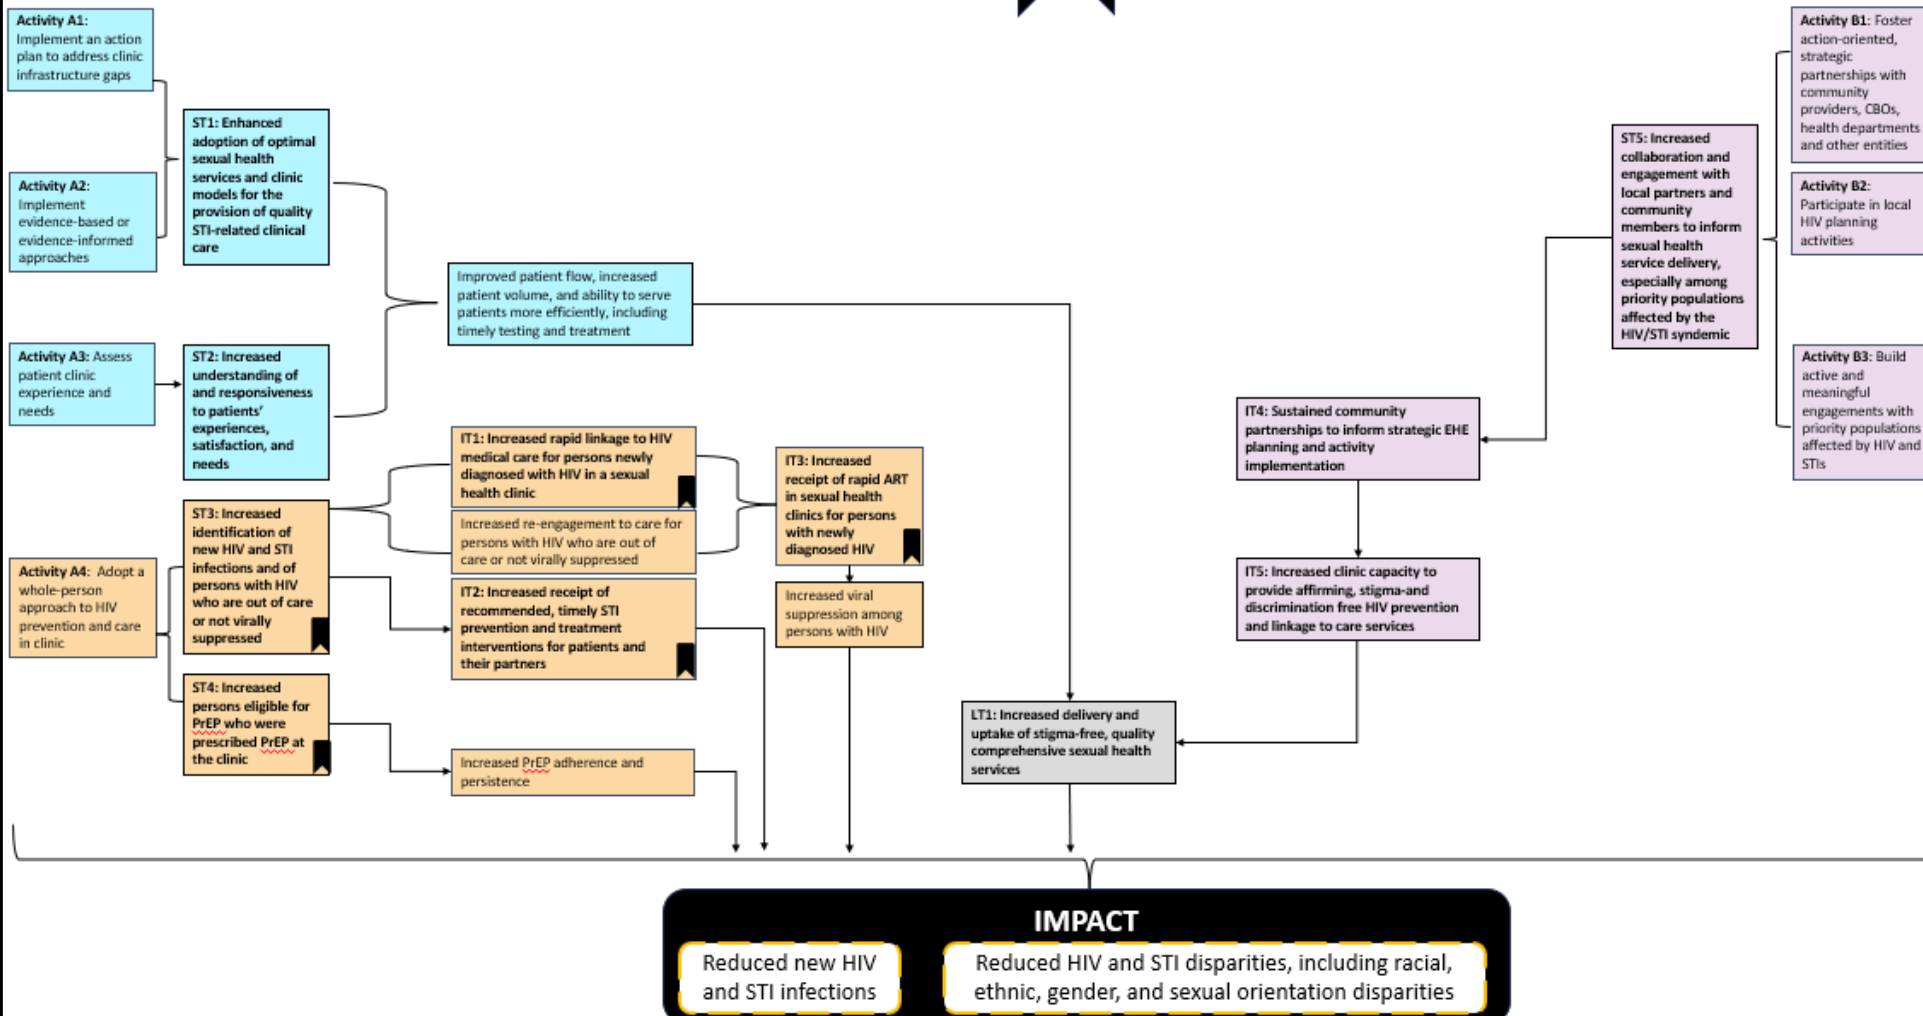 Activity A1:
Implement an action
plan to address clinic
infrastructure gaps
Activity A2:
Implement
evidence-based or
evidence-informed
approaches
Activity A3: Assess
patient clinic
experience and
needs
Activity A4: Adopt a
whole-person
approach to HIV
prevention and care
in clinic
ST1: Enhanced
adoption of optimal
sexual health
services and clinic
models for the
provision of quality
STI-related clinical
care
ST2: Increased
understanding of
and responsiveness
to patients'
experiences,
satisfaction, and
needs
ST3: Increased
identification of
new HIV and STI
infections and of
persons with HIV
who are out of care
or not virally
suppressed
ST4: Increased
persons eligible for
PrEP who were
prescribed PrEP at
the clinic
Improved patient flow, increased
patient volume, and ability to serve
patients more efficiently, including
timely testing and treatment
IT1: Increased rapid linkage to HIV
medical care for persons newly
diagnosed with HIV in a sexual
health clinic
Increased re-engagement to care for
persons with HIV who are out of
care or not virally suppressed
IT2: Increased receipt of
recommended, timely STI
prevention and treatment
interventions for patients and
their partners
Increased PrEP adherence and
persistence
IT3: Increased
receipt of rapid ART
in sexual health
clinics for persons
with newly
diagnosed HIV
Increased viral
suppression among
persons with HIV
LT1: Increased delivery and
uptake of stigma-free, quality
comprehensive sexual health
services
IT4: Sustained community
partnerships to inform strategic EHE
planning and activity
implementation
IT5: Increased clinic capacity to
provide affirming, stigma-and
discrimination free HIV prevention
and linkage to care services
ST5: Increased
collaboration and
engagement with
local partners and
community
members to inform
sexual health
service delivery,
especially among
priority populations
affected by the
HIV/STI syndemic
Activity B1: Foster
action-oriented,
strategic
partnerships with
community
providers, CBOs,
health departments
and other entities
Activity B2:
Participate in local
HIV planning
activities
Activity B3: Build
active and
meaningful
engagements with
priority populations
affected by HIV and
STIs
IMPACT
Reduced new HIV
and STI infections
Reduced HIV and STI disparities, including racial,
ethnic, gender, and sexual orientation disparities